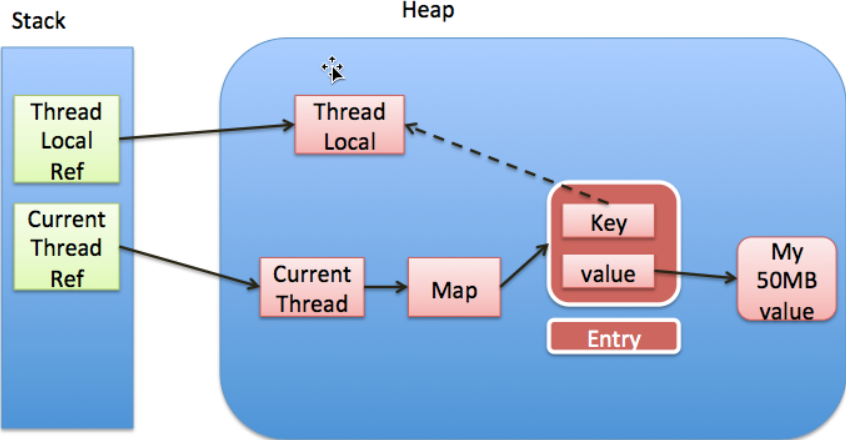 Stack
Heap
Thread
Local
Ref
Thread
Local
Current
Thread
Ref
Current
Thread
Map
Key
value
Entry
My
50MB
value